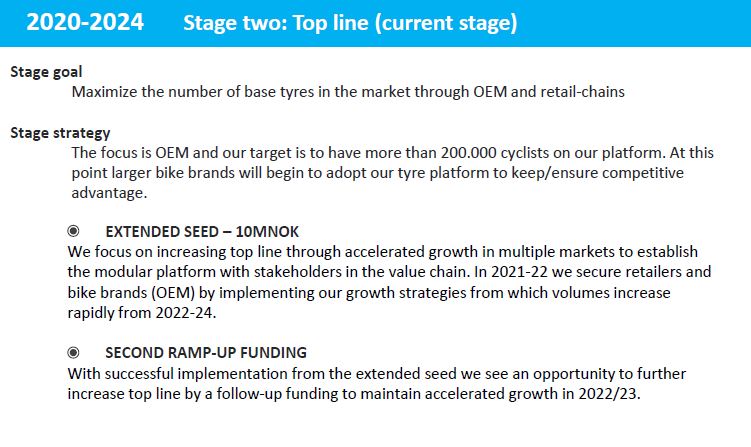 2020-2024 Stage two: Top line (current stage)
Stage goal
Maximize the number of base tyres in the market through OEM and retail-chains
Stage strategy
The focus is OEM and our target is to have more than 200.000 cyclists on our platform. At this
point larger bike brands will begin to adopt our tyre platform to keep/ensure competitive
advantage.
EXTENDED SEED – 10MNOK
We focus on increasing top line through accelerated growth in multiple markets to establish
the modular platform with stakeholders in the value chain. In 2021-22 we secure retailers and
bike brands (OEM) by implementing our growth strategies from which volumes increase
rapidly from 2022-24.
SECOND RAMP-UP FUNDING
With successful implementation from the extended seed we see an opportunity to further
increase top line by a follow-up funding to maintain accelerated growth in 2022/23.